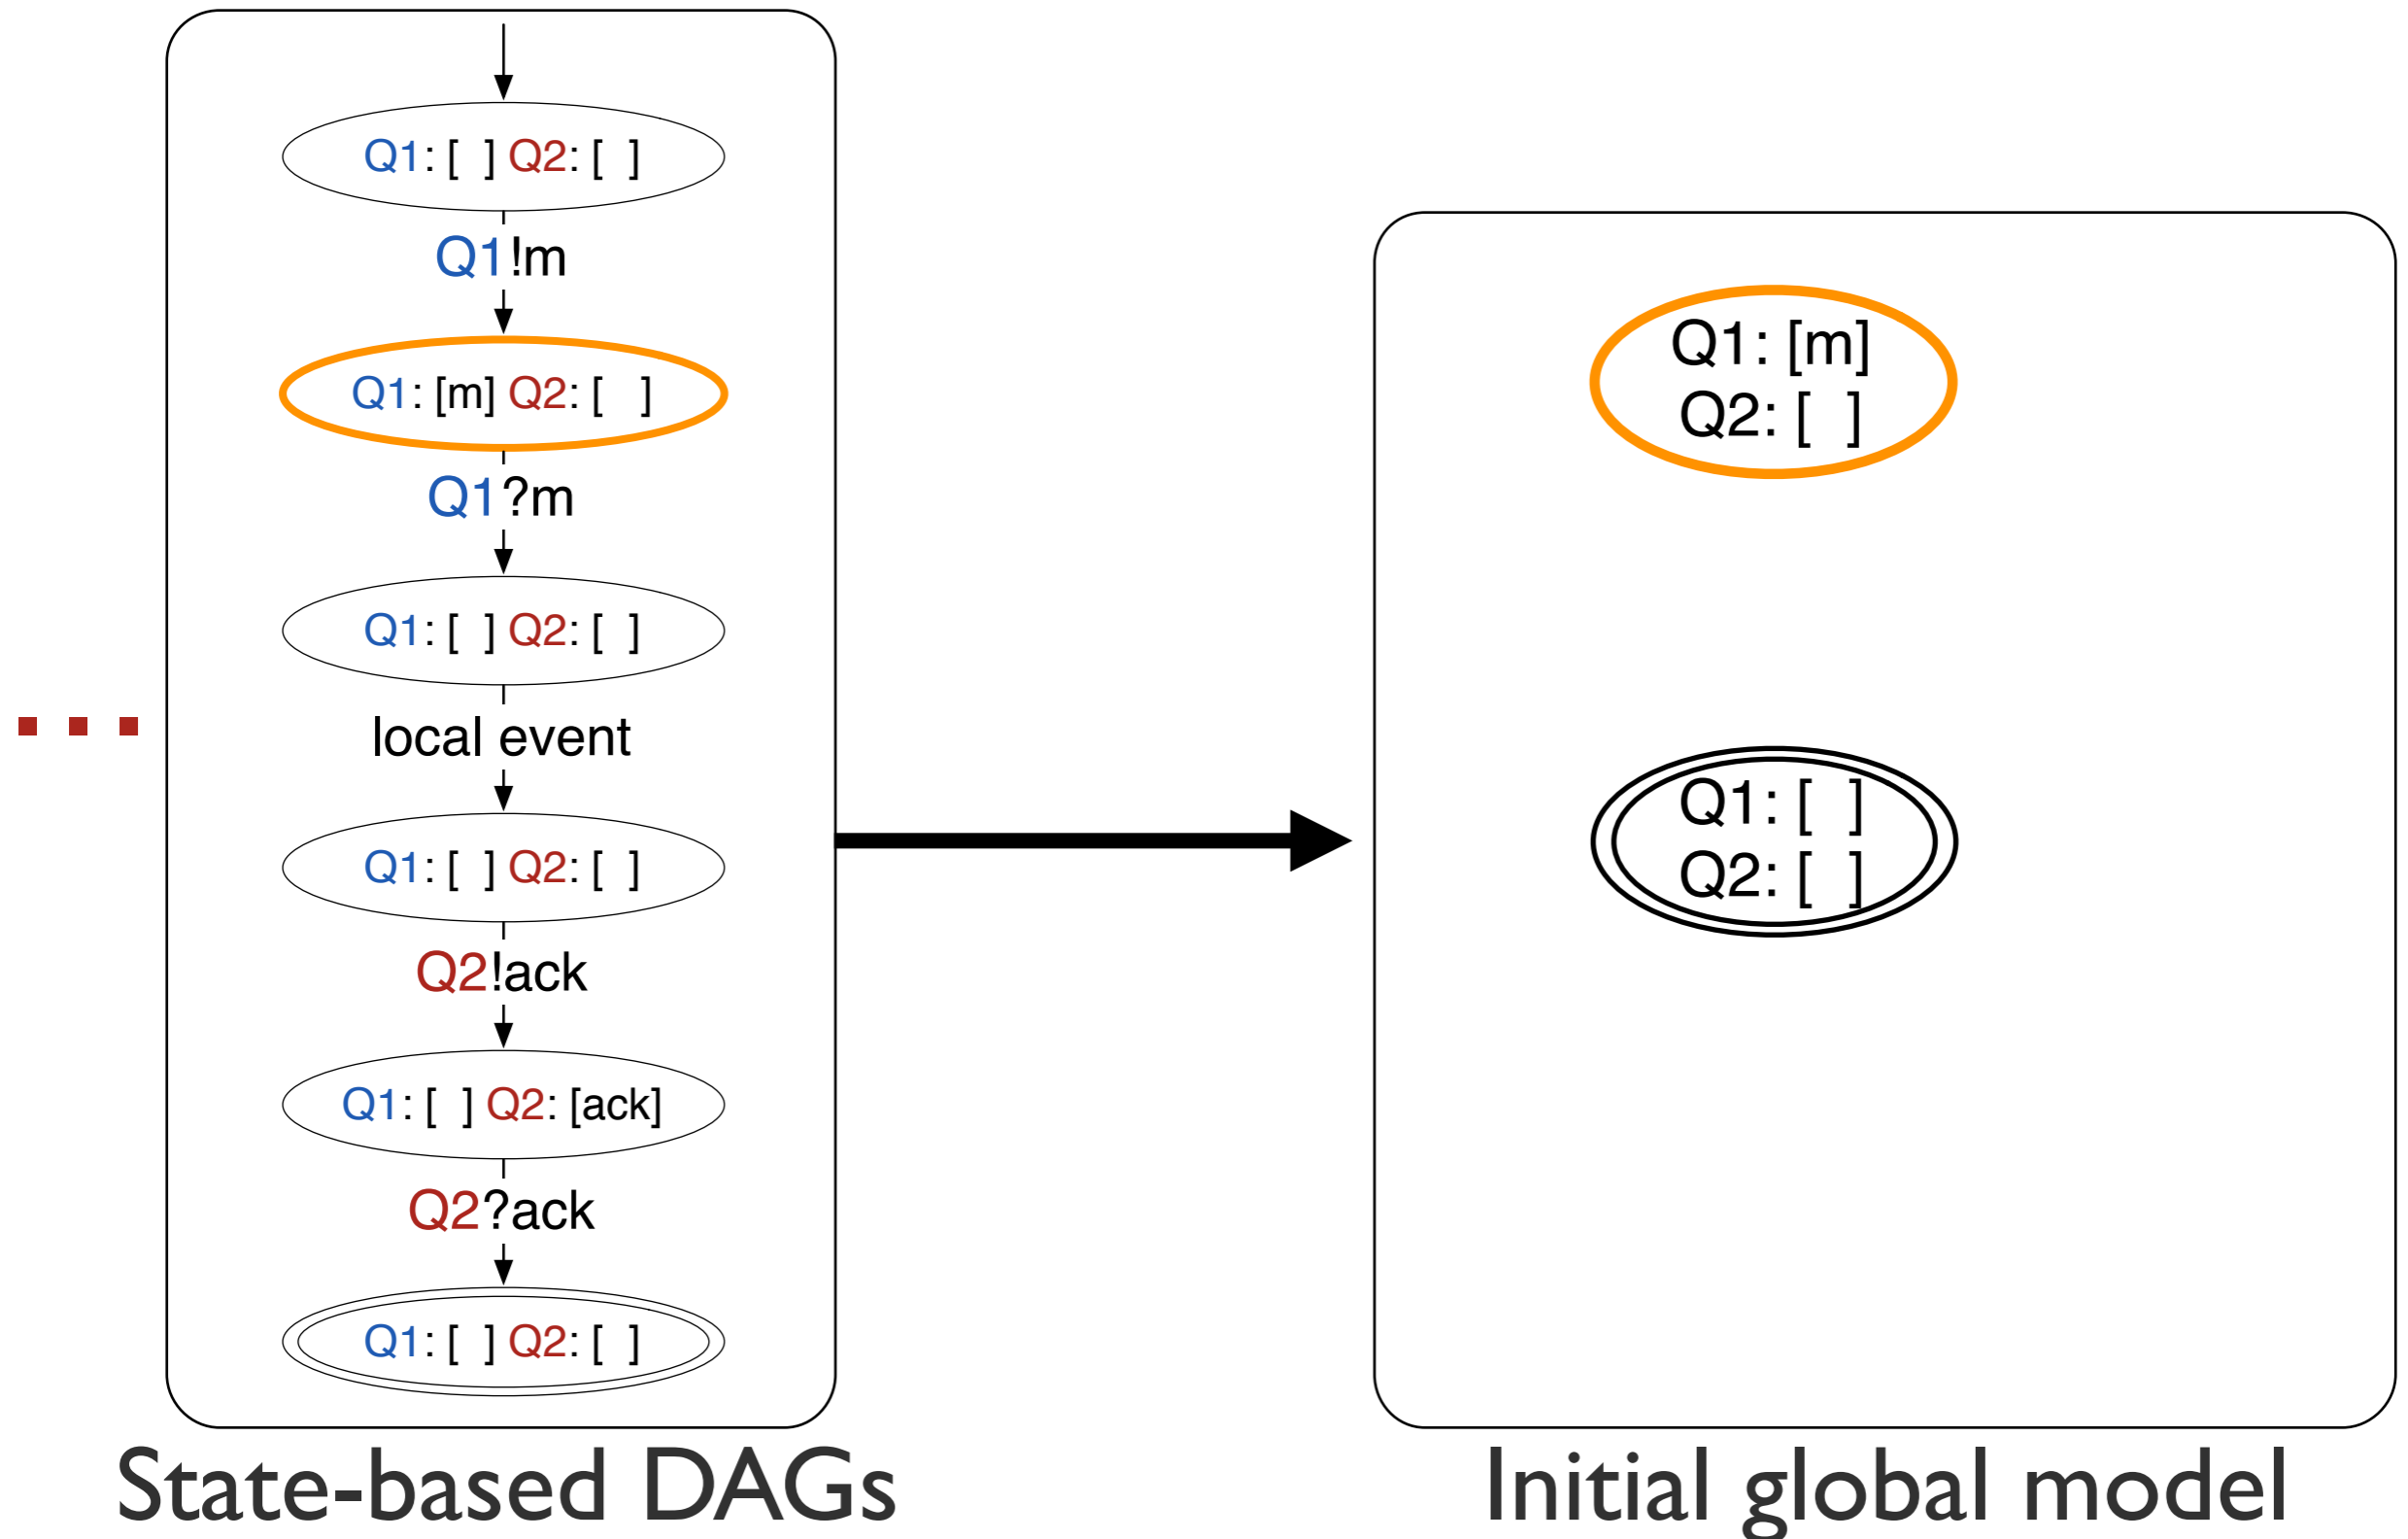 Q1: [ ] Q2: [ ]
Q1!m
Q1: [m] Q2: [ ]
Q1?m
Q1: [ ] Q2: [ ]
local event
Q1: [ ] Q2: [ ]
Q2!ack
Q1: [ ] Q2: [ack]
Q2?ack
Q1: [ ] Q2: [ ]
State-based DAGs
Q1: [m]
Q2: [ ]
Q1: [ ]
Q2: [ ]
Initial global model